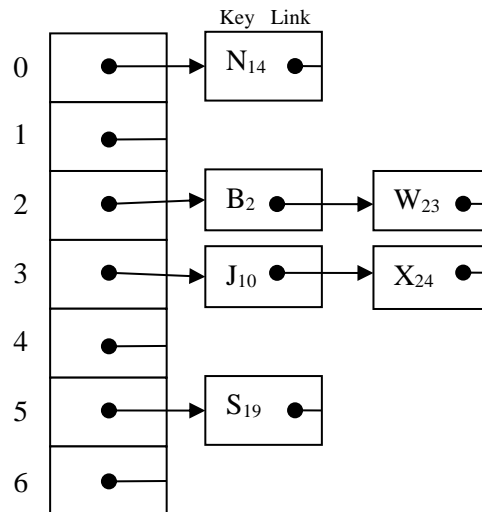 Key Link
0 N₁₄
1
2 B₂ W₂₃
3 J₁₀ X₂₄
4
5 S₁₉
6